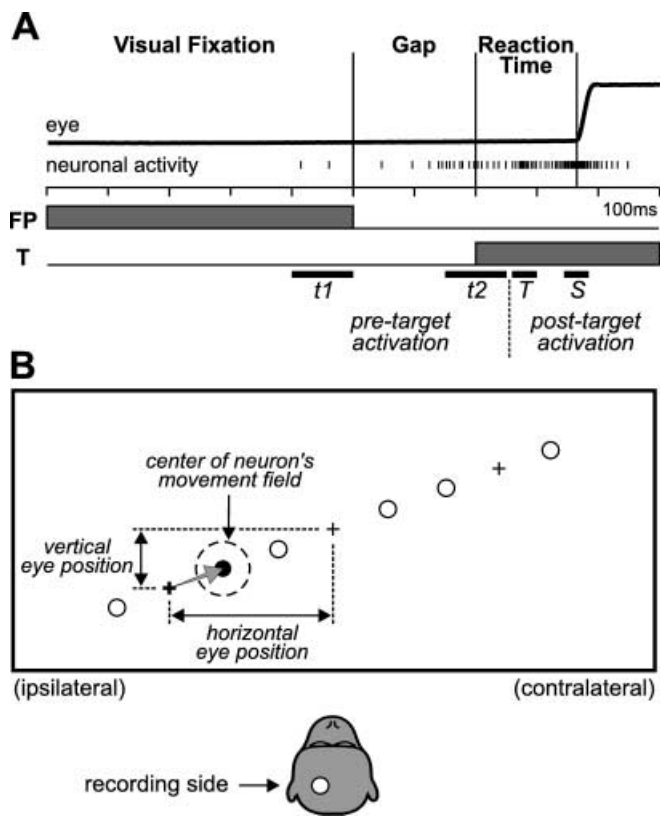 A
Visual Fixation
Gap
Reaction
Time
eye
neuronal activity
FP
100ms
T
t1
t2
T
S
pre-target
activation
post-target
activation
B
center of neuron's
movement field
vertical
eye position
horizontal
eye position
(ipsilateral)
(contralateral)
recording side